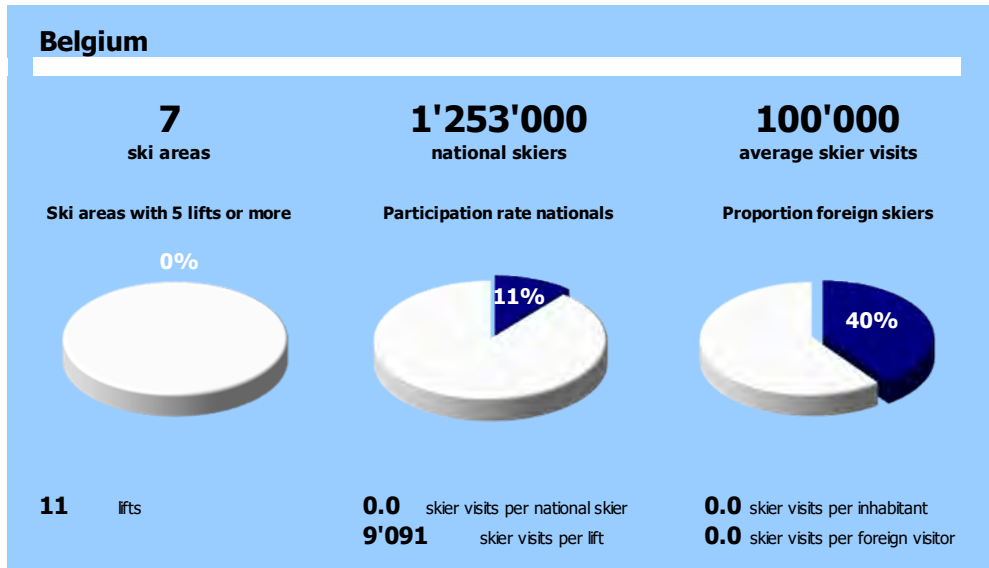 Belgium
7
ski areas
1'253'000
national skiers
100'000
average skier visits
Ski areas with 5 lifts or more
0%
Participation rate nationals
11%
Proportion foreign skiers
40%
11 lifts
0.0 skier visits per national skier
9'091 skier visits per lift
0.0 skier visits per inhabitant
0.0 skier visits per foreign visitor